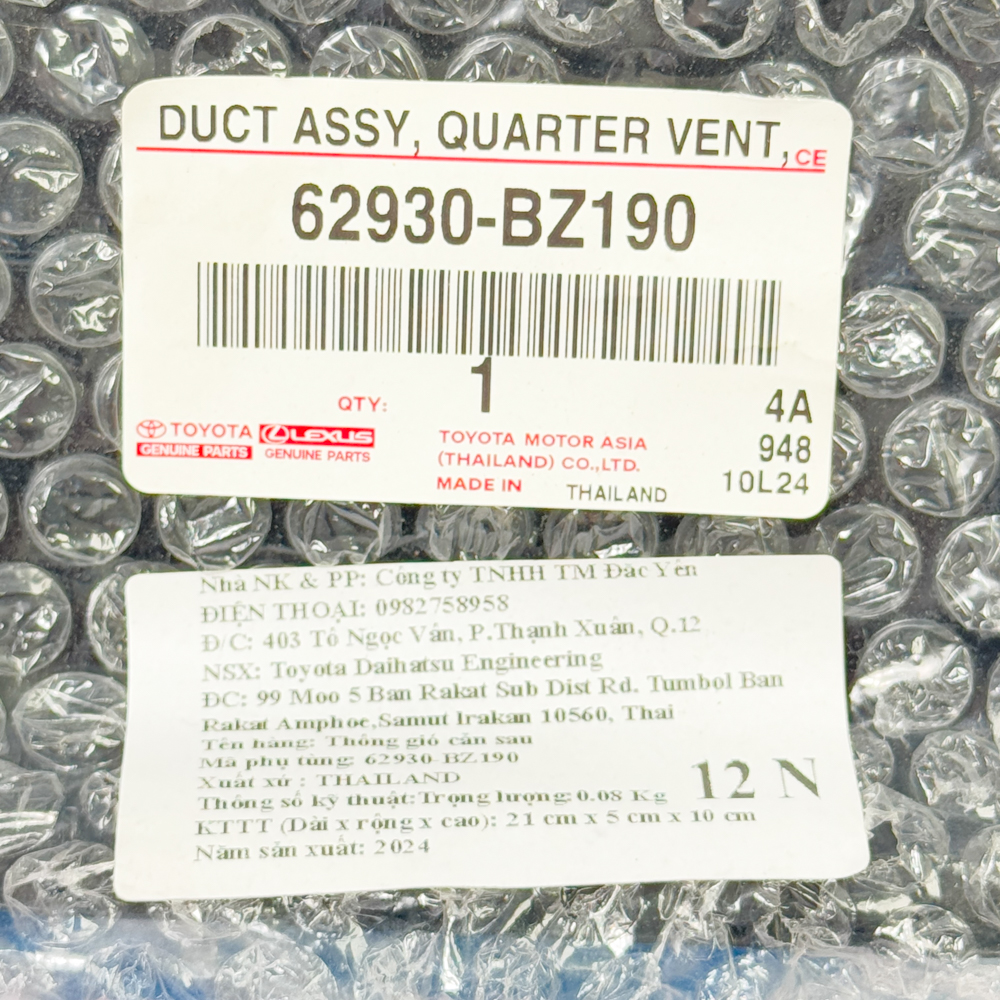 DUCT ASSY, QUARTER VENT, CE
62930-BZ190
1
QTY:
4A
TOYOTA LEXUS
GENUINE PARTS GENUINE PARTS
TOYOTA MOTOR ASIA
948
(THAILAND) CO.,LTD.
MADE IN THAILAND
10L24
Nhà NK & PP: Công ty TNHH TM Đăc Yên
ĐIỆN THOẠI: 0982758958
Đ/C: 403 Tô Ngọc Vân, P.Thạnh Xuân, Q.12
NSX: Toyota Daihatsu Engineering
ĐC: 99 Moo 5 Ban Rakat Sub Dist Rd. Tumbol Ban
Rakat Amphoe,Samut Irakan 10560, Thai
Tên hàng: Thông gió cản sau
Mã phụ tùng: 62930-BZ190
Xuất xứ : THAILAND
12 N
Thông số kỹ thuật:Trọng lượng: 0.08 Kg
KTTT (Dài x rộng x cao): 21 cm x 5 cm x 10 cm
Năm sản xuất: 2024